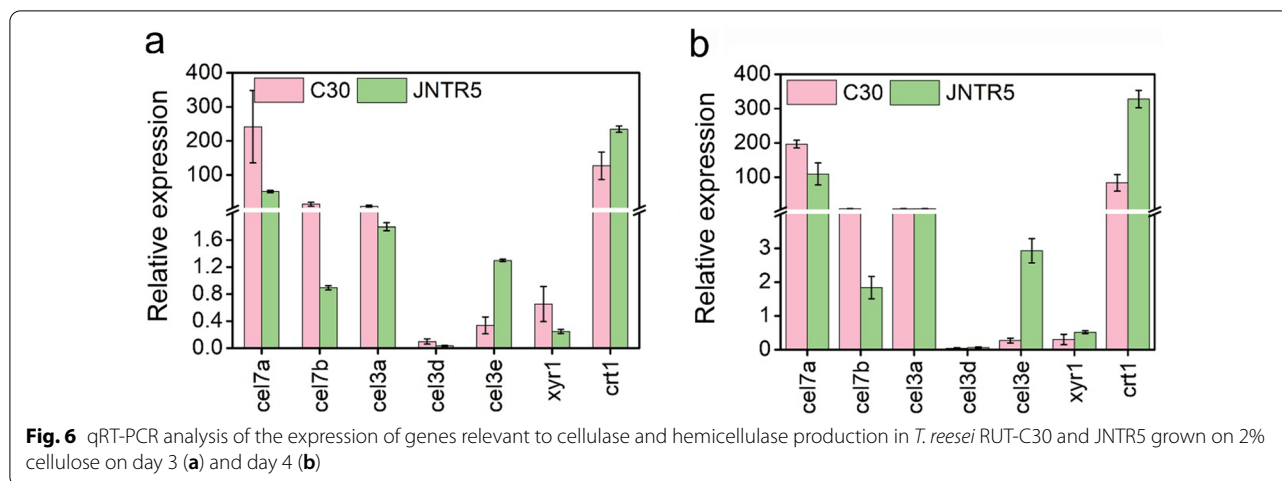 a
Relative expression
400
300
200
100
1.6
1.2
0.8
0.4
0.0
C30
JNTR5
cel7a
cel7b
cel3a
cel3d
cel3e
xyr1
crt1
b
Relative expression
400
300
200
100
3
2
1
0
C30
JNTR5
cel7a
cel7b
cel3a
cel3d
cel3e
xyr1
crt1
Fig. 6 qRT-PCR analysis of the expression of genes relevant to cellulase and hemicellulase production in T. reesei RUT-C30 and JNTR5 grown on 2%
cellulose on day 3 (a) and day 4 (b)